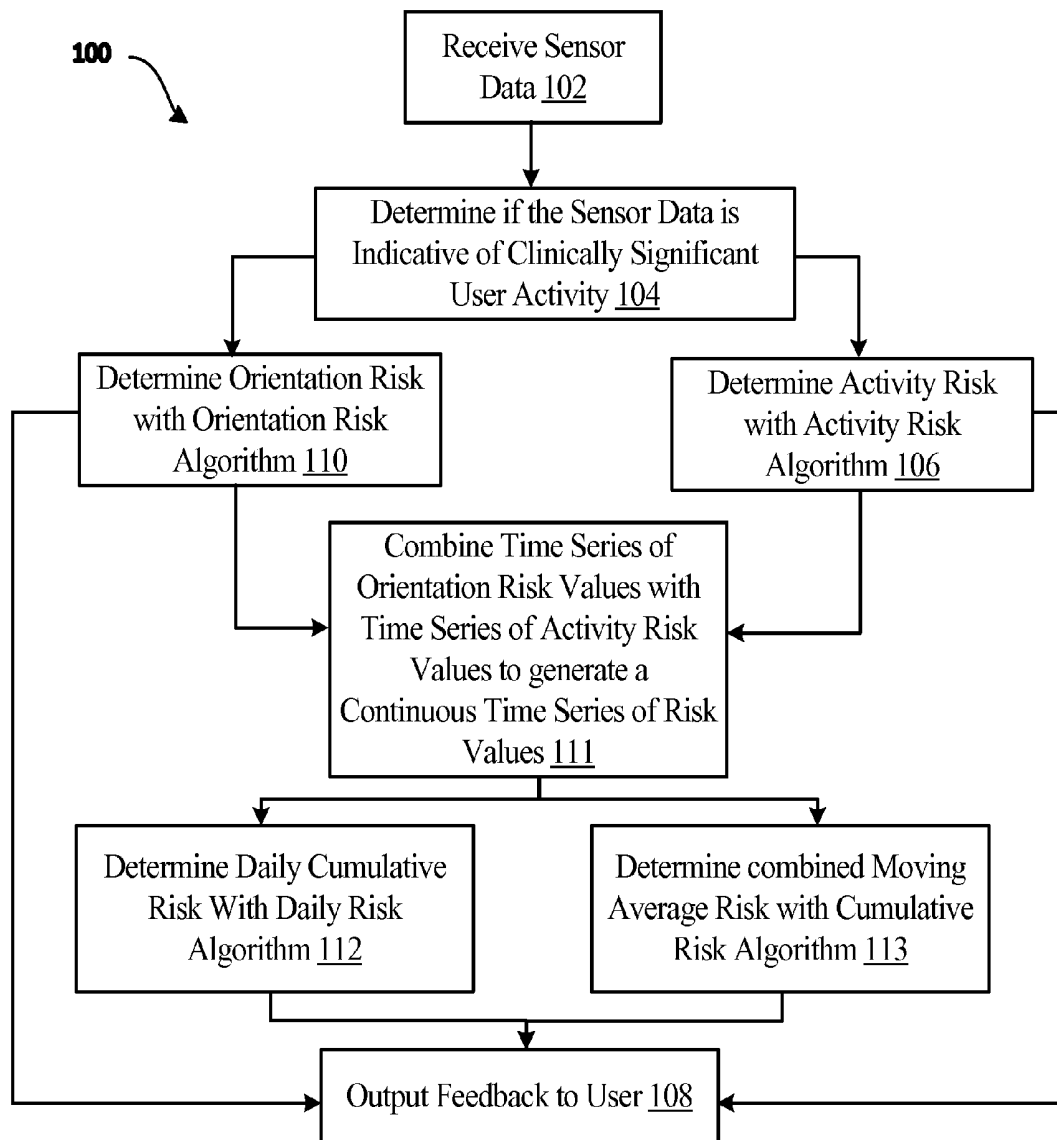 100
Receive Sensor
Data 102
Determine if the Sensor Data is
Indicative of Clinically Significant
User Activity 104
Determine Orientation Risk
with Orientation Risk
Algorithm 110
Determine Activity Risk
with Activity Risk
Algorithm 106
Combine Time Series of
Orientation Risk Values with
Time Series of Activity Risk
Values to generate a
Continuous Time Series of Risk
Values 111
Determine Daily Cumulative
Risk With Daily Risk
Algorithm 112
Determine combined Moving
Average Risk with Cumulative
Risk Algorithm 113
Output Feedback to User 108